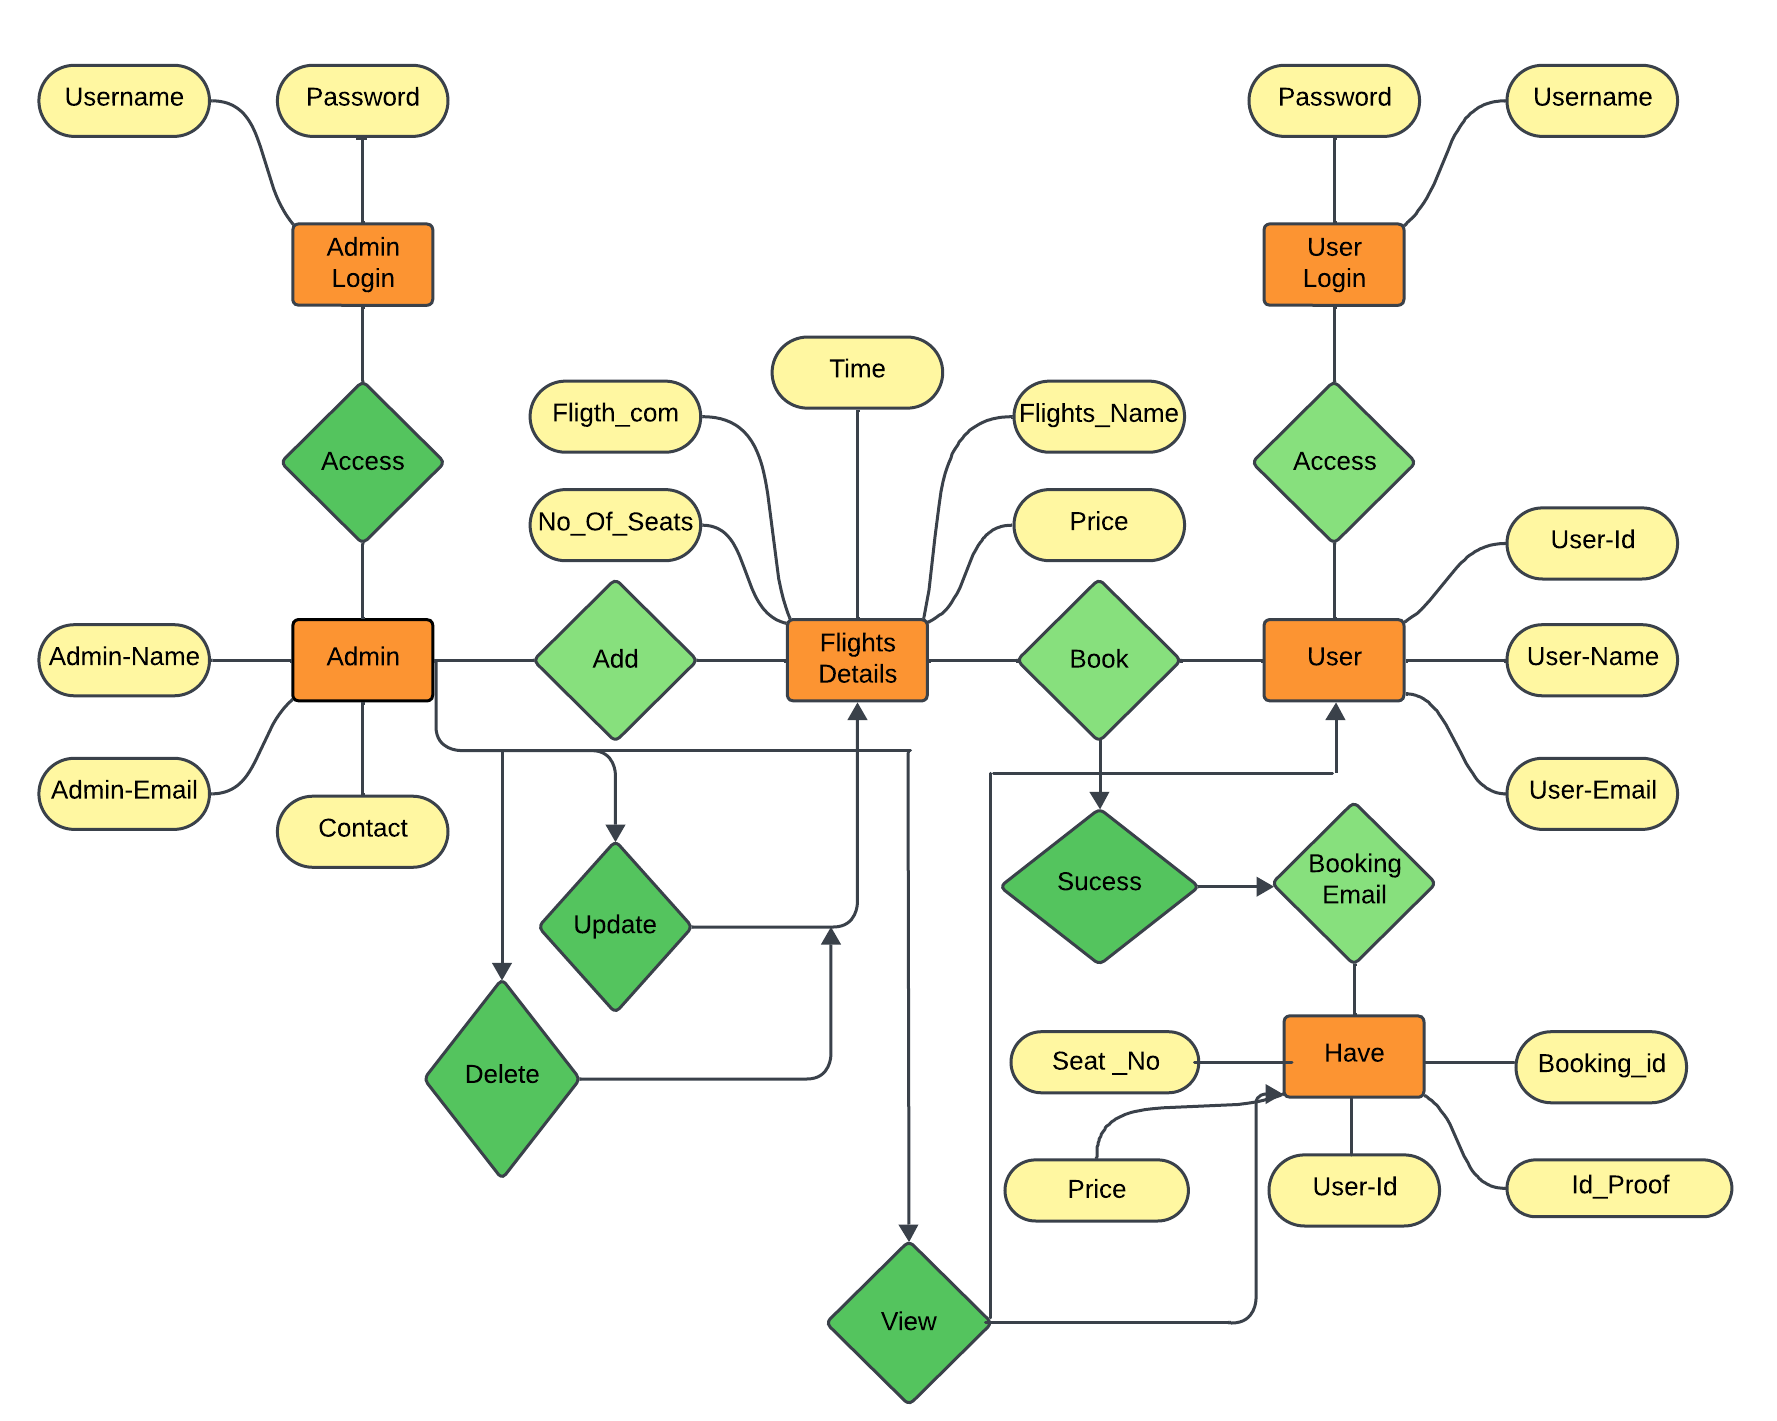 Username
Password
Password
Username
Admin
Login
User
Login
Time
Fligth_com
Flights_Name
Access
Access
No_Of_Seats
Price
User-Id
Admin-Name
Admin
Add
Flights
Details
Book
User
User-Name
Admin-Email
Contact
User-Email
Update
Sucess
Booking
Email
Delete
Seat _No
Have
Booking_id
Price
User-Id
Id_Proof
View